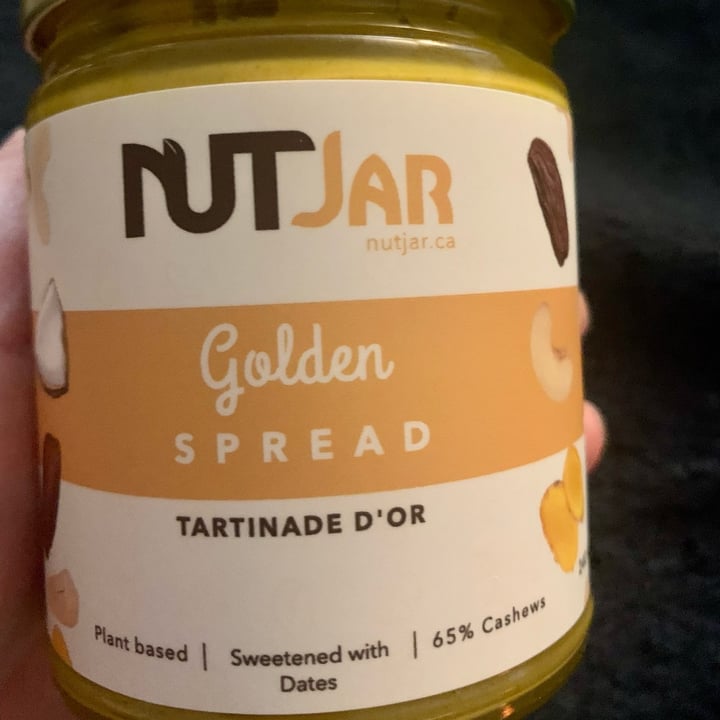 NUTJAR
nutjar.ca
Golden
SPREAD
TARTINADE D'OR
Plant based | Sweetened with Dates | 65% Cashews